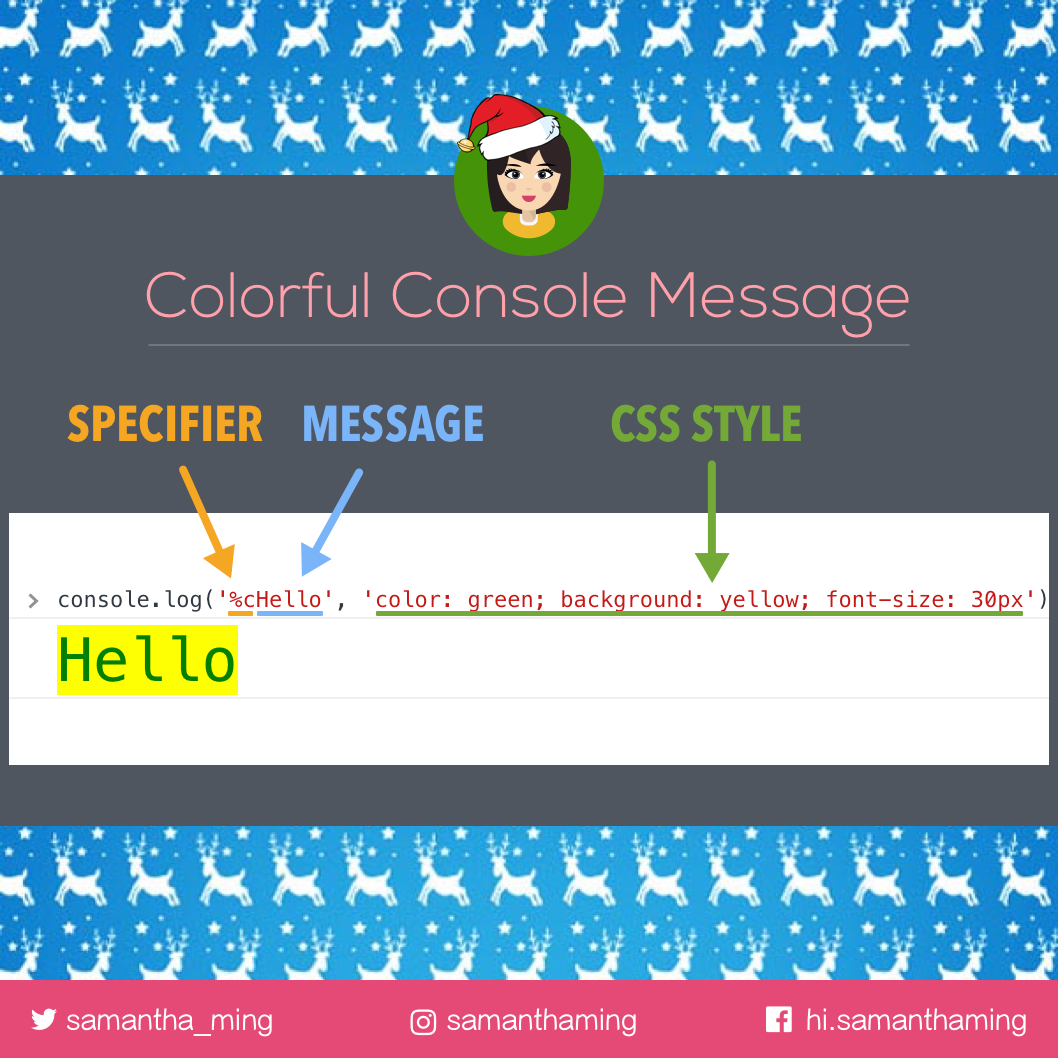 Colorful Console Message
SPECIFIER MESSAGE CSS STYLE
> console.log('%cHello', 'color: green; background: yellow; font-size: 30px')
Hello
samantha_ming samanthaming hi.samanthaming